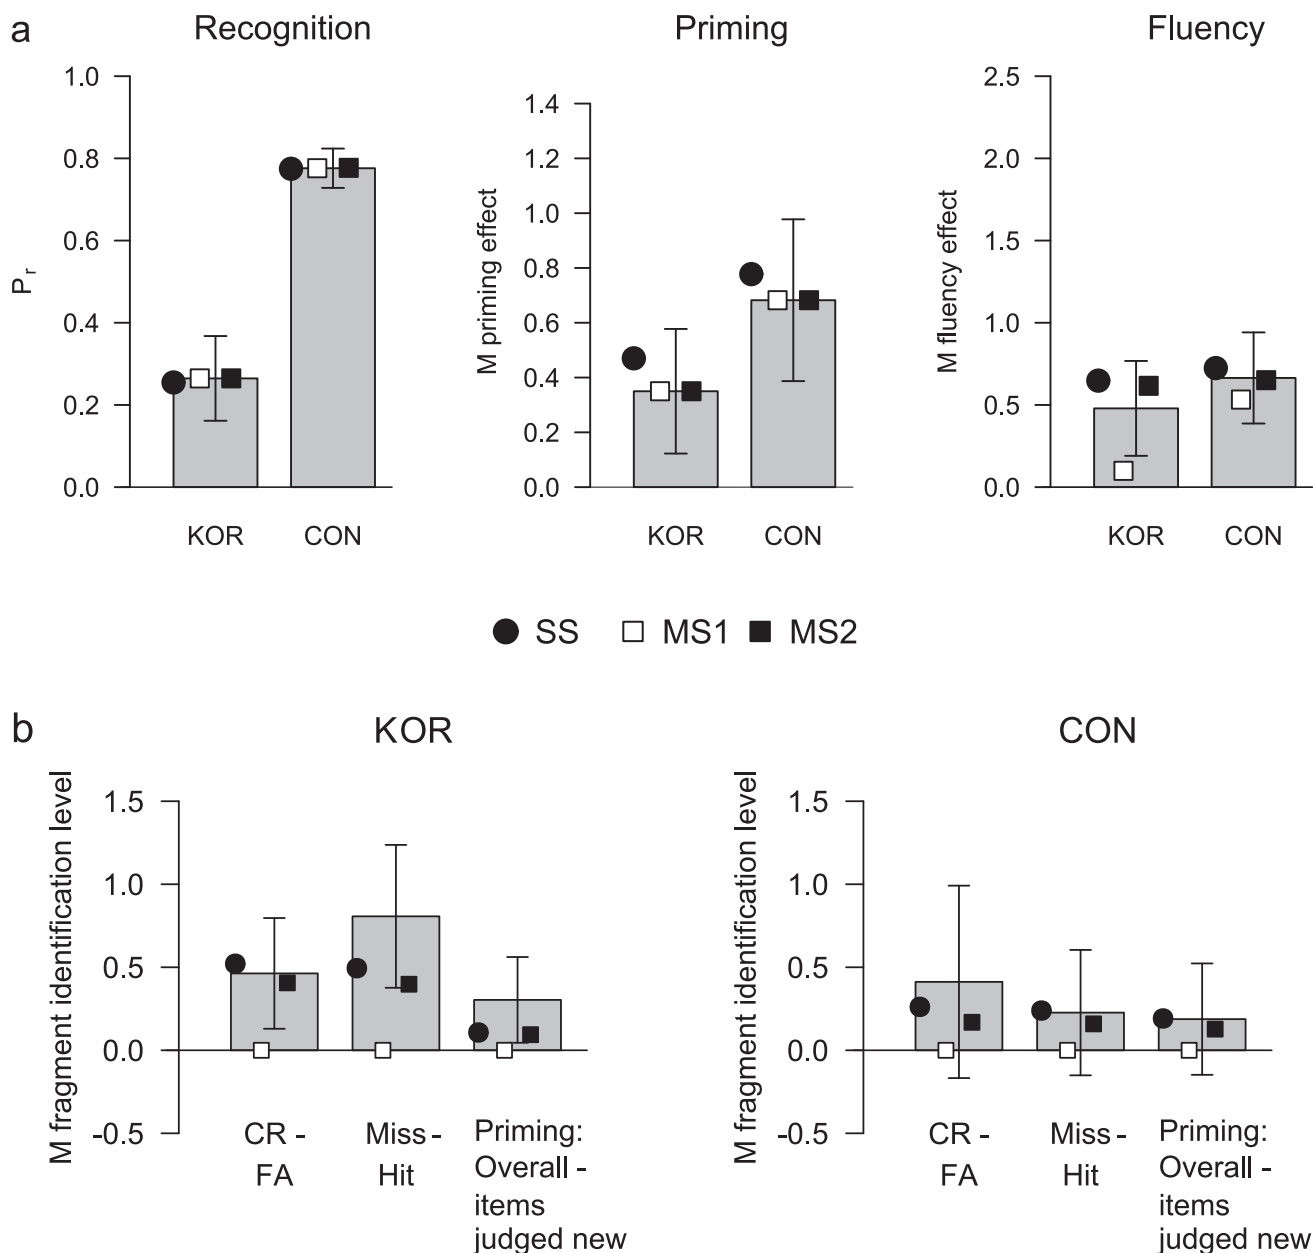 a
Recognition
Priming
Fluency
1.0
0.8
0.6
0.4
0.2
0.0
P r
KOR
CON
1.4
1.2
1.0
0.8
0.6
0.4
0.2
0.0
M priming effect
KOR
CON
2.5
2.0
1.5
1.0
0.5
0.0
M fluency effect
KOR
CON
SS
MS1
MS2
b
KOR
M fragment identification level
1.5
1.0
0.5
0.0
-0.5
CR -
FA
Miss-
Hit
Priming:
Overall -
items
judged new
CON
M fragment identification level
1.5
1.0
0.5
0.0
-0.5
CR -
FA
Miss-
Hit
Priming:
Overall -
items
judged new